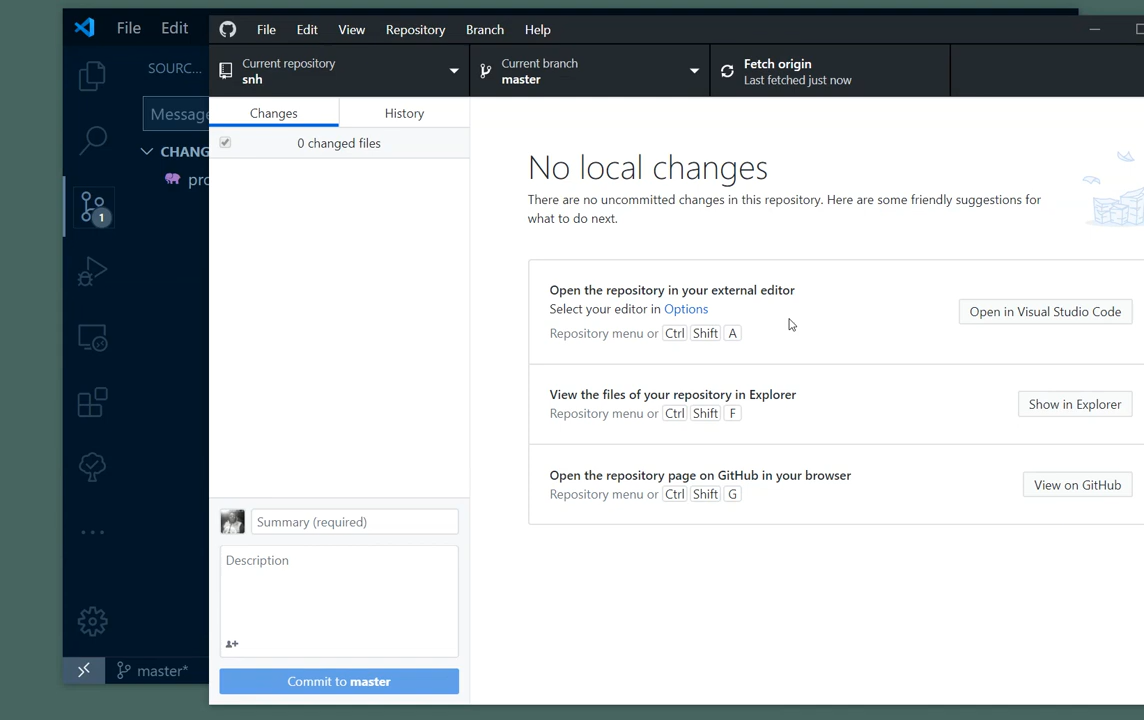 File Edit
SOURC...
Message
CHANG
pro
1
master*
File Edit View Repository Branch Help
Current repository
snh
Current branch
master
Fetch origin
Last fetched just now
Changes History
0 changed files
Summary (required)
Description
Commit to master
No local changes
There are no uncommitted changes in this repository. Here are some friendly suggestions for
what to do next.
Open the repository in your external editor
Select your editor in Options
Repository menu or Ctrl Shift A
Open in Visual Studio Code
View the files of your repository in Explorer
Repository menu or Ctrl Shift F
Show in Explorer
Open the repository page on GitHub in your browser
Repository menu or Ctrl Shift G
View on GitHub